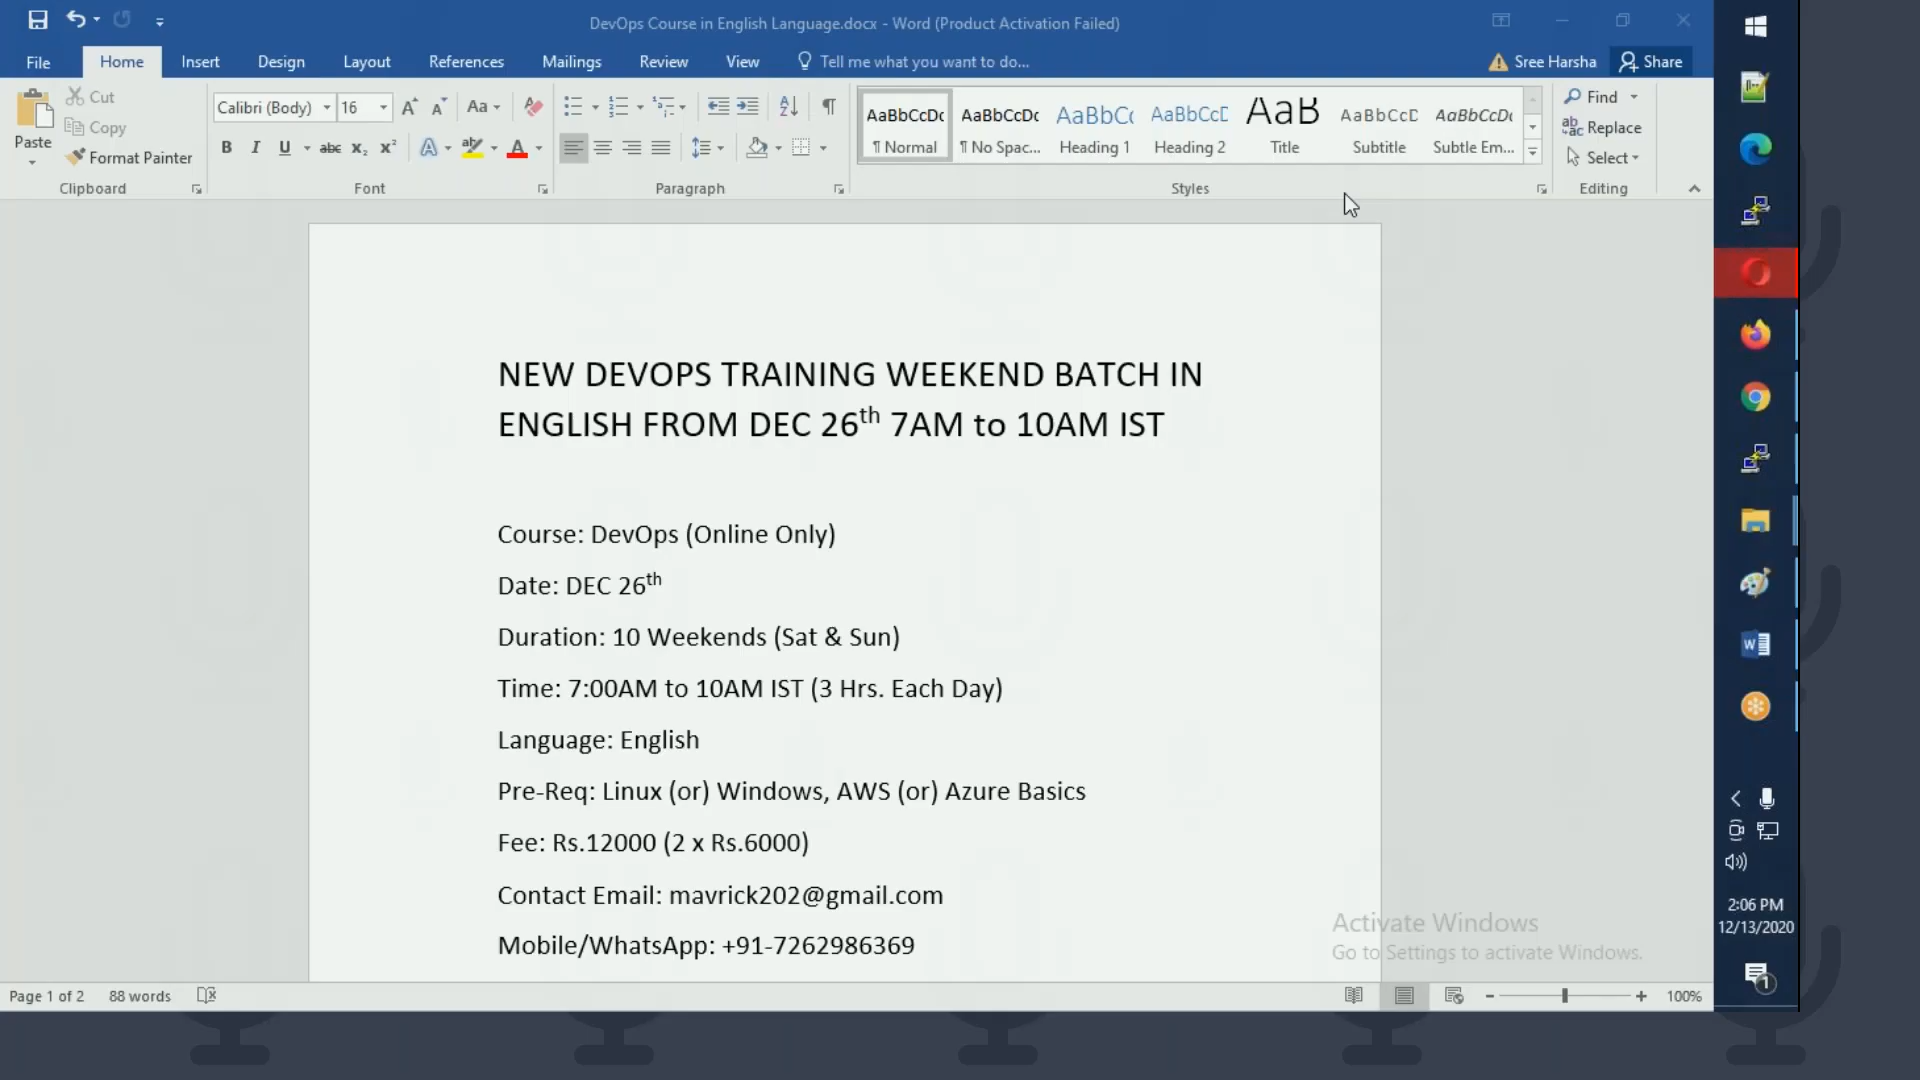 DevOps Course in English Language.docx - Word (Product Activation Failed)
File Home Insert Design Layout References Mailings Review View Tell me what you want to do... Sree Harsha Share
Paste
Cut
Copy
Format Painter
Clipboard
Calibri (Body) 16 Aa
B I U abc x₂ x² A ab A
Font
Paragraph
AaBbCcDc ¶ Normal
AaBbCcDc ¶ No Spac...
AaBbCc Heading 1
AaBbCcD Heading 2
AaB Title
AaBbCcD Subtitle
AaBbCcDc Subtle Em...
Styles
Find
Replace
Select
Editing
NEW DEVOPS TRAINING WEEKEND BATCH IN
ENGLISH FROM DEC 26th 7AM to 10AM IST
Course: DevOps (Online Only)
Date: DEC 26th
Duration: 10 Weekends (Sat & Sun)
Time: 7:00AM to 10AM IST (3 Hrs. Each Day)
Language: English
Pre-Req: Linux (or) Windows, AWS (or) Azure Basics
Fee: Rs.12000 (2 x Rs.6000)
Contact Email: mavrick202@gmail.com
Mobile/WhatsApp: +91-7262986369
Activate Windows
Go to Settings to activate Windows.
Page 1 of 2 88 words 100%
2:06 PM
12/13/2020
1